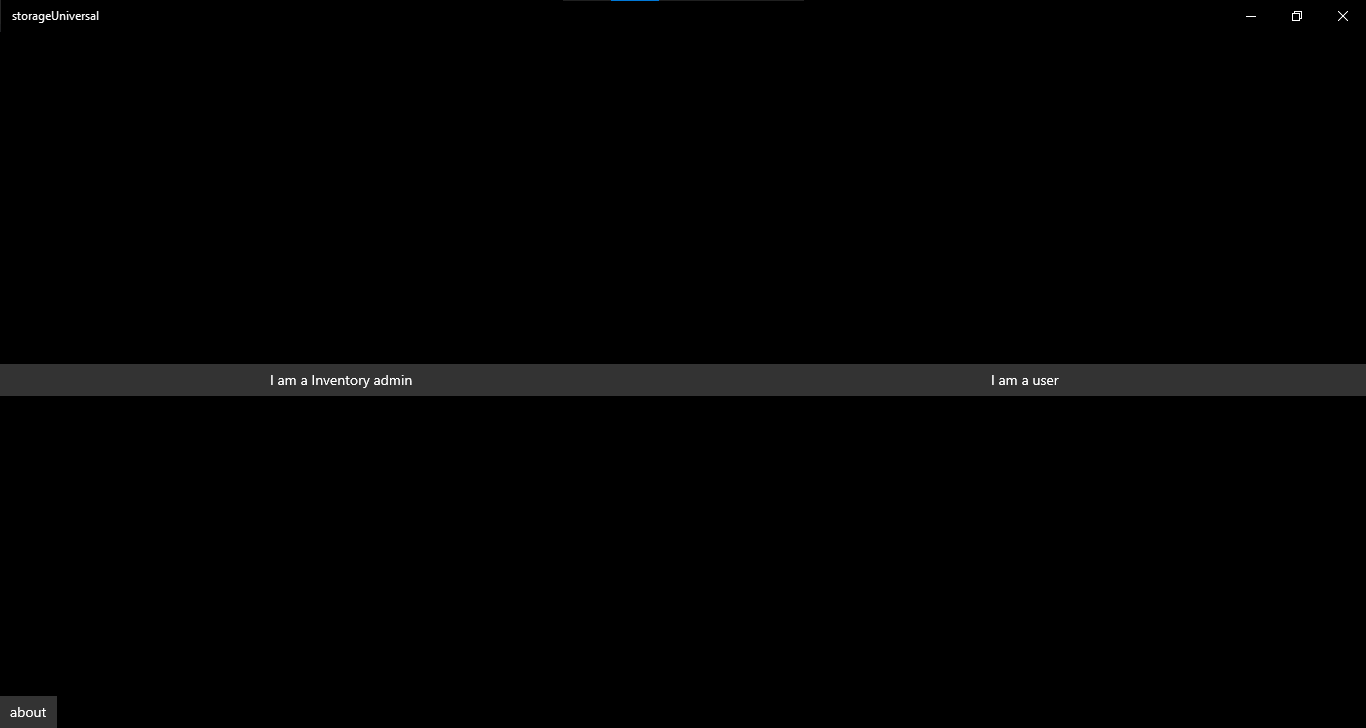 storageUniversal
I am a Inventory admin
I am a user
about